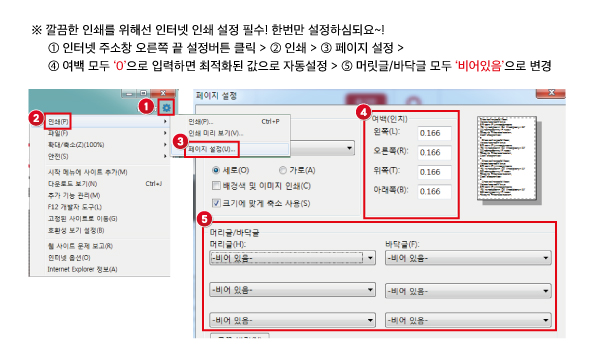 ※ 깔끔한 인쇄를 위해선 인터넷 인쇄 설정 필수! 한번만 설정하심되요~!
① 인터넷 주소창 오른쪽 끝 설정버튼 클릭 > ② 인쇄 > ③ 페이지 설정 >
④ 여백 모두 '0'으로 입력하면 최적화된 값으로 자동설정 > ⑤ 머릿글/바닥글 모두 '비어있음'으로 변경
1
2 인쇄(P)
파일(F)
확대/축소(Z)(100%)
안전(S)
시작 메뉴에 사이트 추가(M)
다운로드 보기(N) Ctrl+J
추가 기능 관리(M)
F12 개발자 도구(L)
고정된 사이트로 이동(G)
호환성 보기 설정(B)
웹 사이트 문제 보고(R)
인터넷 옵션(O)
Internet Explorer 정보(A)
인쇄(P)... Ctrl+P
인쇄 미리 보기(V)...
3 페이지 설정(U)...
페이지 설정
세로(O) 가로(A)
배경색 및 이미지 인쇄(C)
크기에 맞게 축소 사용(S)
4 여백(인치)
왼쪽(L): 0.166
오른쪽(R): 0.166
위쪽(T): 0.166
아래쪽(B): 0.166
5
머리글/바닥글
머리글(H): 바닥글(F):
-비어 있음- -비어 있음-
-비어 있음- -비어 있음-
-비어 있음- -비어 있음-